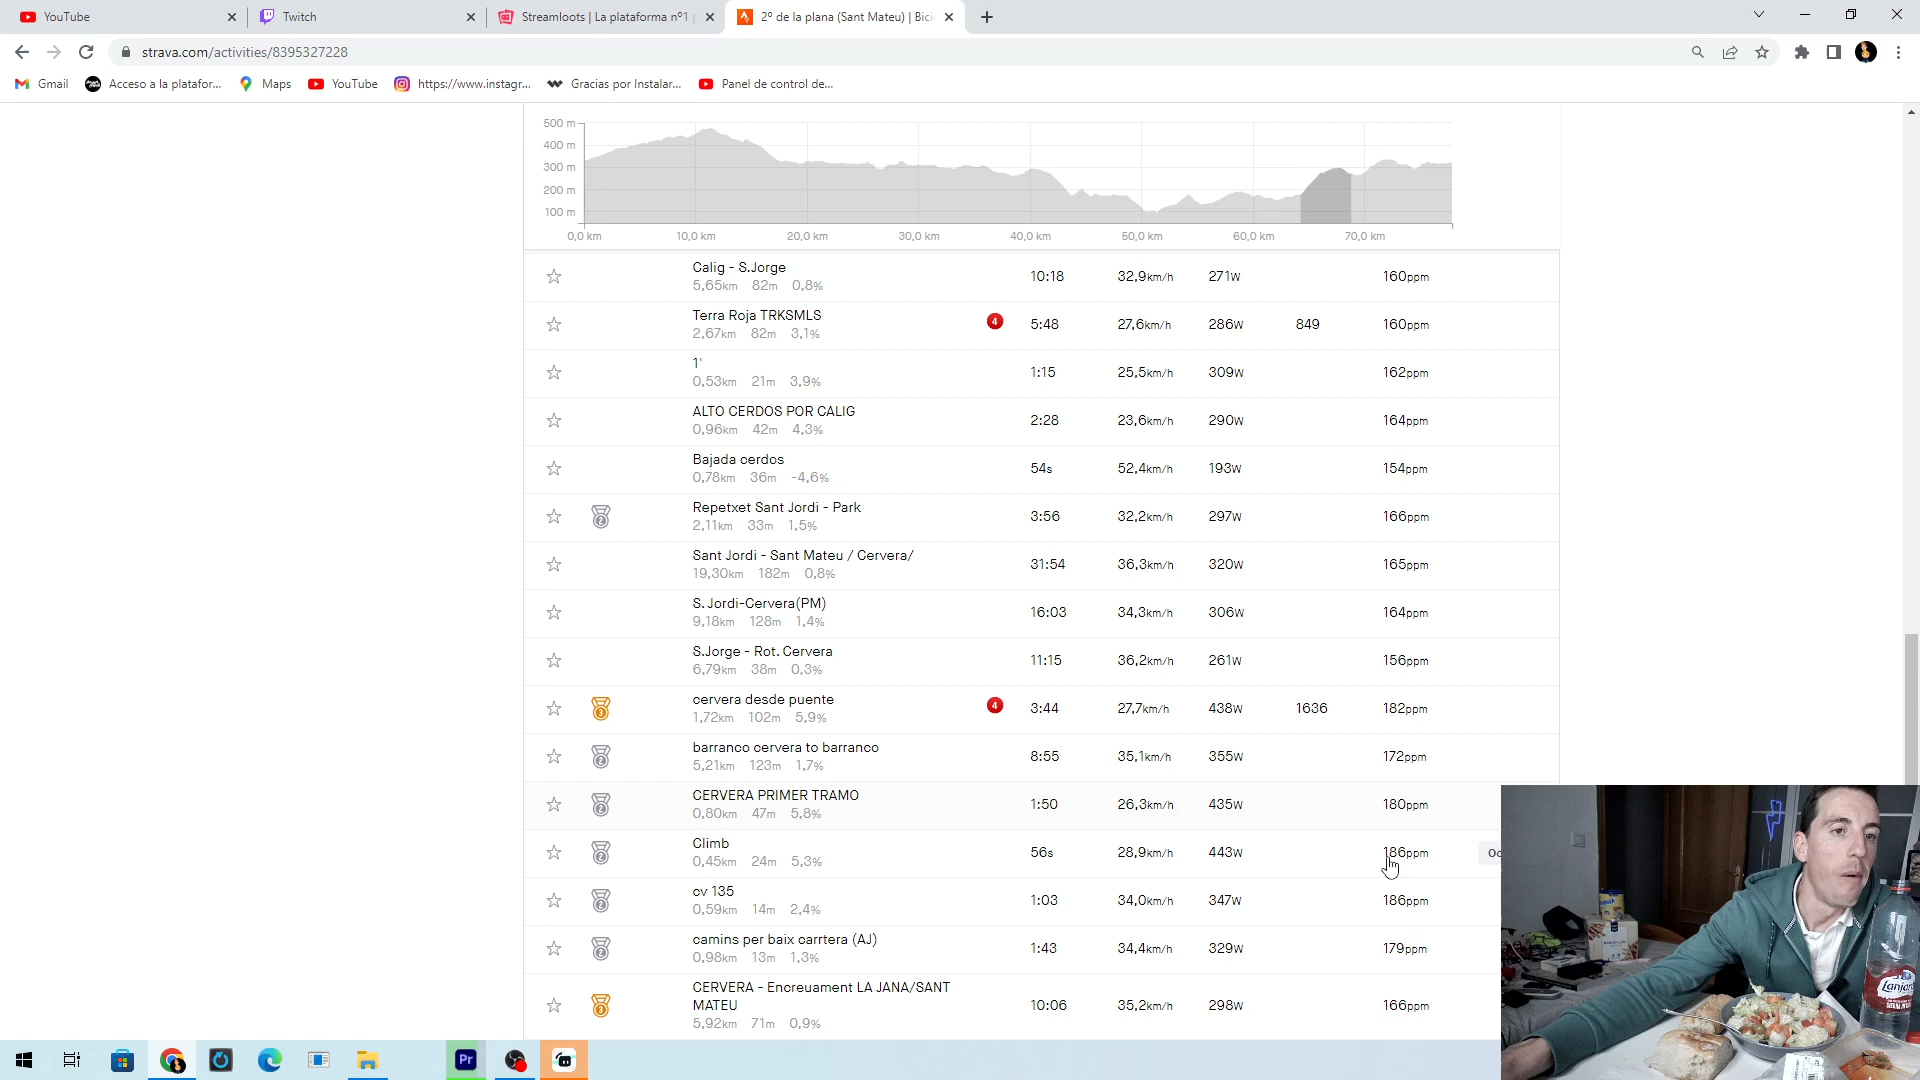 YouTube
Twitch
Streamloots | La plataforma nº1
2º de la plana (Sant Mateu) | Bici
strava.com/activities/8395327228
Gmail
Acceso a la platafor...
Maps
YouTube
https://www.instagr...
Gracias por Instalar...
Panel de control de...
500 m
400 m
300 m
200 m
100 m
0,0 km
10,0 km
20,0 km
30,0 km
40,0 km
50,0 km
60,0 km
70,0 km
Calig - S.Jorge
5,65km 82m 0,8%
10:18 32,9km/h 271W 160ppm
Terra Roja TRKSMLS
2,67km 82m 3,1%
4 5:48 27,6km/h 286W 849 160ppm
1'
0,53km 21m 3,9%
1:15 25,5km/h 309W 162ppm
ALTO CERDOS POR CALIG
0,96km 42m 4,3%
2:28 23,6km/h 290W 164ppm
Bajada cerdos
0,78km 36m -4,6%
54s 52,4km/h 193W 154ppm
2
Repetxet Sant Jordi - Park
2,11km 33m 1,5%
3:56 32,2km/h 297W 166ppm
Sant Jordi - Sant Mateu / Cervera/
19,30km 182m 0,8%
31:54 36,3km/h 320W 165ppm
S. Jordi-Cervera(PM)
9,18km 128m 1,4%
16:03 34,3km/h 306W 164ppm
S.Jorge - Rot. Cervera
6,79km 38m 0,3%
11:15 36,2km/h 261W 156ppm
3
cervera desde puente
1,72km 102m 5,9%
4 3:44 27,7km/h 438W 1636 182ppm
2
barranco cervera to barranco
5,21km 123m 1,7%
8:55 35,1km/h 355W 172ppm
2
CERVERA PRIMER TRAMO
0,80km 47m 5,8%
1:50 26,3km/h 435W 180ppm
2
Climb
0,45km 24m 5,3%
56s 28,9km/h 443W 186ppm
Oc
2
cv 135
0,59km 14m 2,4%
1:03 34,0km/h 347W 186ppm
2
camins per baix carrtera (AJ)
0,98km 13m 1,3%
1:43 34,4km/h 329W 179ppm
3
CERVERA - Encreuament LA JANA/SANT
MATEU
5,92km 71m 0,9%
10:06 35,2km/h 298W 166ppm
Pr